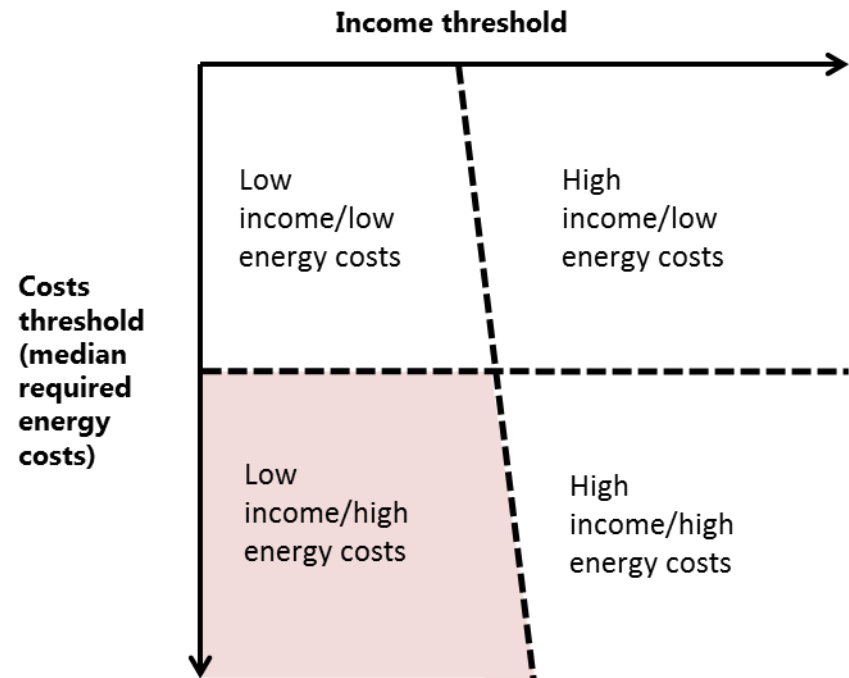 Income threshold
Low
income/low
energy costs
High
income/low
energy costs
Costs
threshold
(median
required
energy
costs)
Low
income/high
energy costs
High
income/high
energy costs